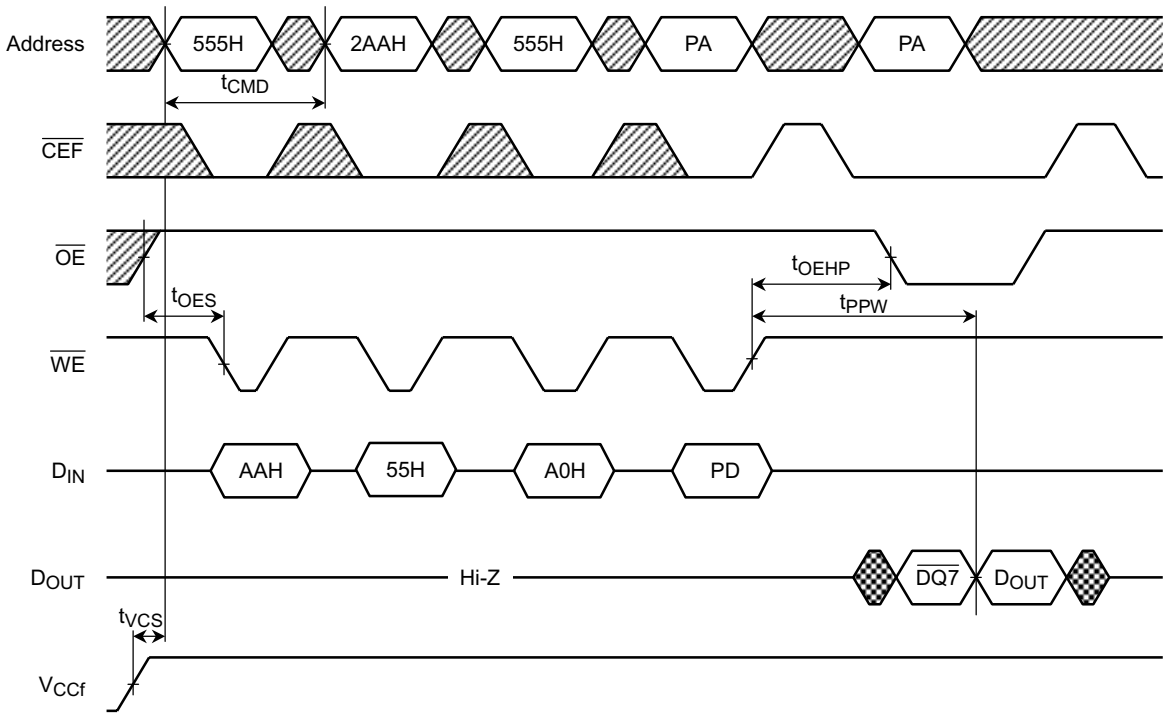 Address 555H 2AAH 555H PA PA
tCMD
CEF
OE
tOEHP
tOES
tPPW
WE
DIN AAH 55H A0H PD
DOUT Hi-Z DQ7 DOUT
tVCS
VCCf